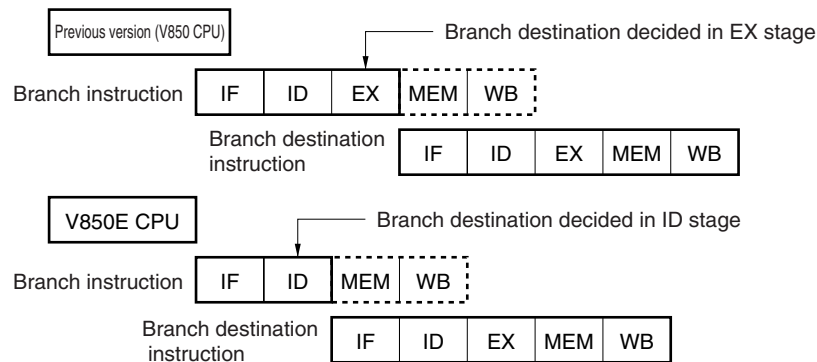 Previous version (V850 CPU)
Branch destination decided in EX stage
Branch instruction IF ID EX MEM WB
Branch destination
instruction
IF ID EX MEM WB
V850E CPU
Branch destination decided in ID stage
Branch instruction IF ID MEM WB
Branch destination
instruction
IF ID EX MEM WB